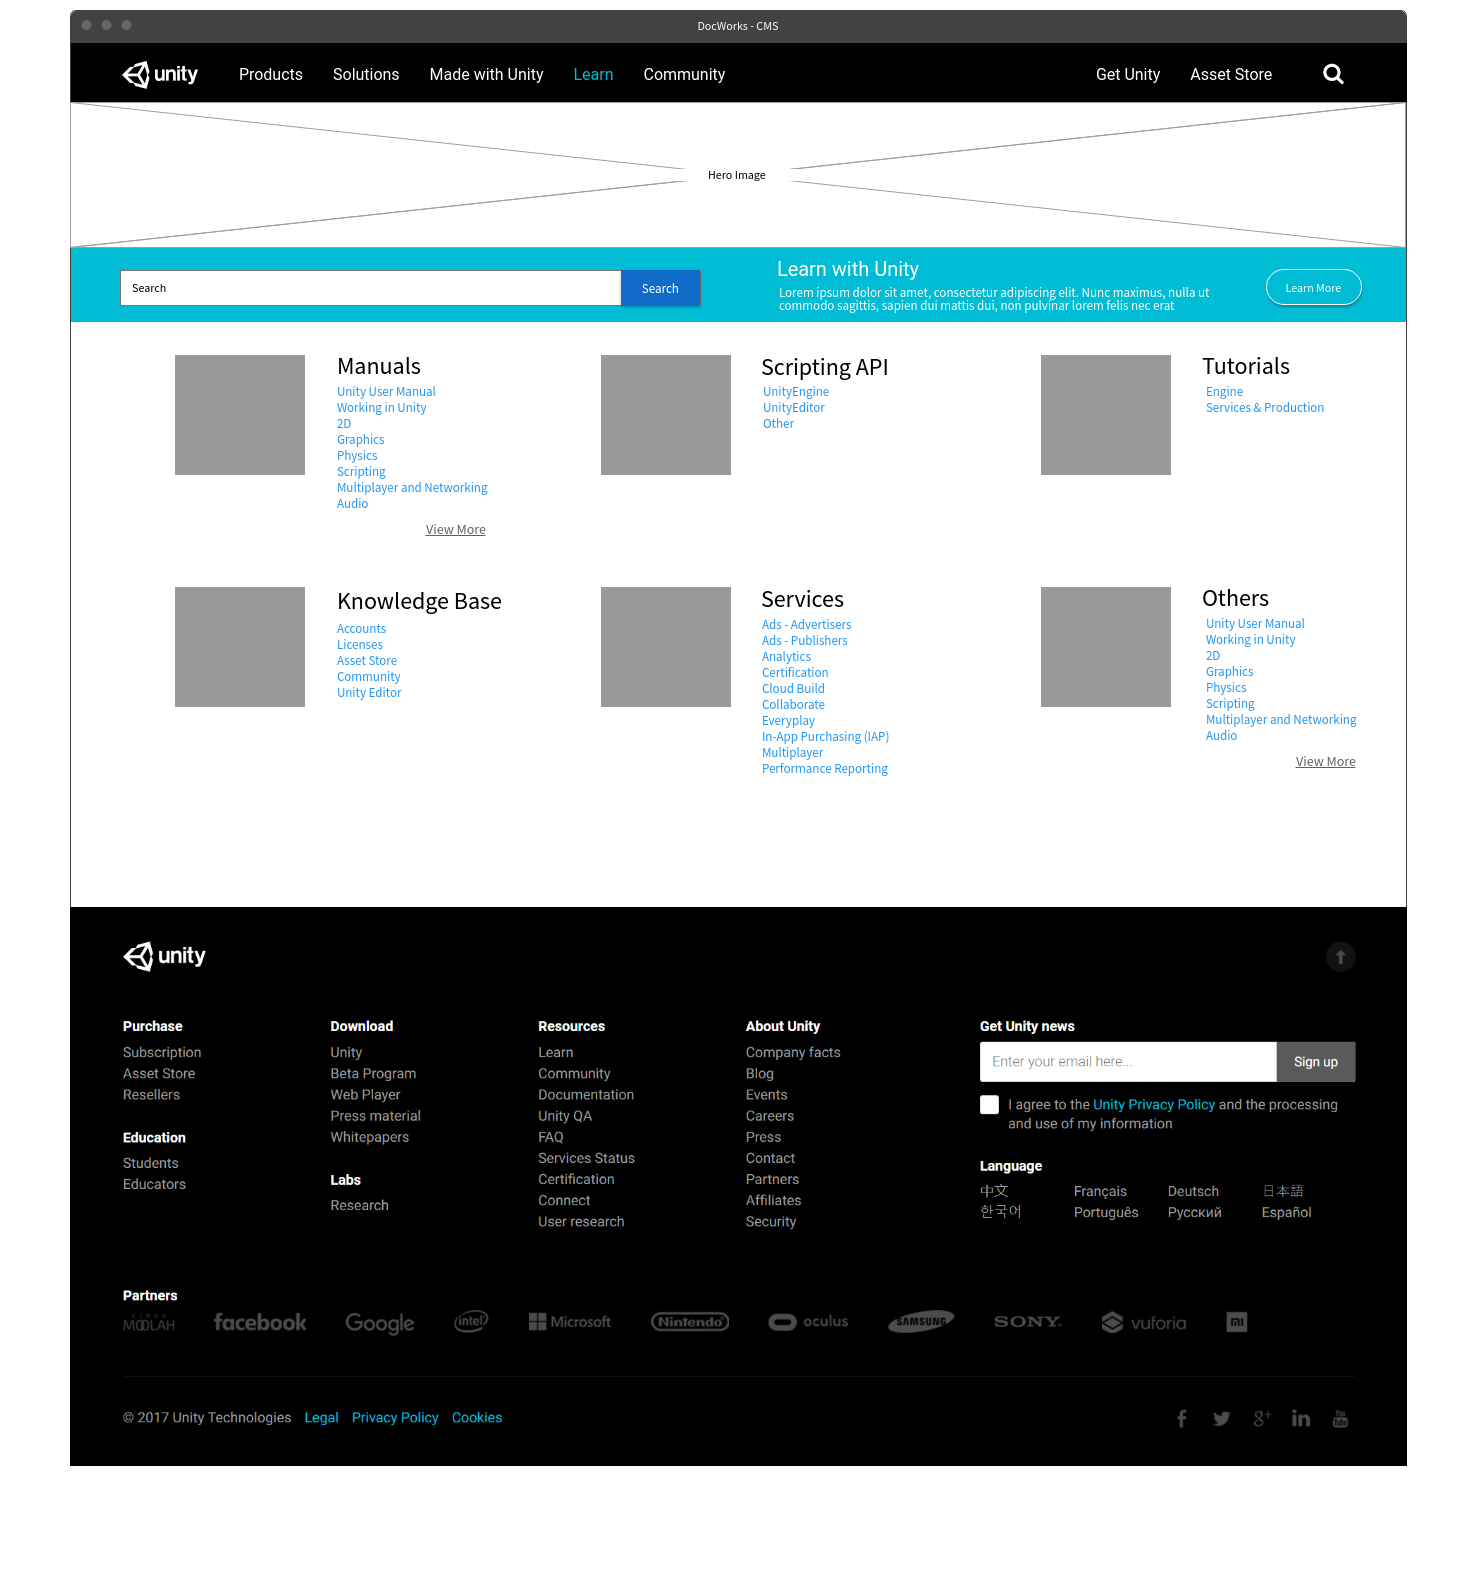 DocWorks - CMS
unity Products Solutions Made with Unity Learn Community Get Unity Asset Store
Hero Image
Search Search
Learn with Unity
Lorem ipsum dolor sit amet, consectetur adipiscing elit. Nunc maximus, nulla ut
commodo sagittis, sapien dui mattis dui, non pulvinar lorem felis nec erat
Learn More
Manuals
Unity User Manual
Working in Unity
2D
Graphics
Physics
Scripting
Multiplayer and Networking
Audio
View More
Scripting API
UnityEngine
UnityEditor
Other
Tutorials
Engine
Services & Production
Knowledge Base
Accounts
Licenses
Asset Store
Community
Unity Editor
Services
Ads - Advertisers
Ads - Publishers
Analytics
Certification
Cloud Build
Collaborate
Everyplay
In-App Purchasing (IAP)
Multiplayer
Performance Reporting
Others
Unity User Manual
Working in Unity
2D
Graphics
Physics
Scripting
Multiplayer and Networking
Audio
View More
unity
Purchase
Subscription
Asset Store
Resellers
Education
Students
Educators
Download
Unity
Beta Program
Web Player
Press material
Whitepapers
Labs
Research
Resources
Learn
Community
Documentation
Unity QA
FAQ
Services Status
Certification
Connect
User research
About Unity
Company facts
Blog
Events
Careers
Press
Contact
Partners
Affiliates
Security
Get Unity news
Enter your email here... Sign up
I agree to the Unity Privacy Policy and the processing
and use of my information
Language
中文 Français Deutsch 日本語
한국어 Português Русский Español
Partners
CLOUD
MOOLAH facebook Google intel Microsoft Nintendo oculus SAMSUNG SONY vuforia mi
© 2017 Unity Technologies Legal Privacy Policy Cookies
g+ in You Tube